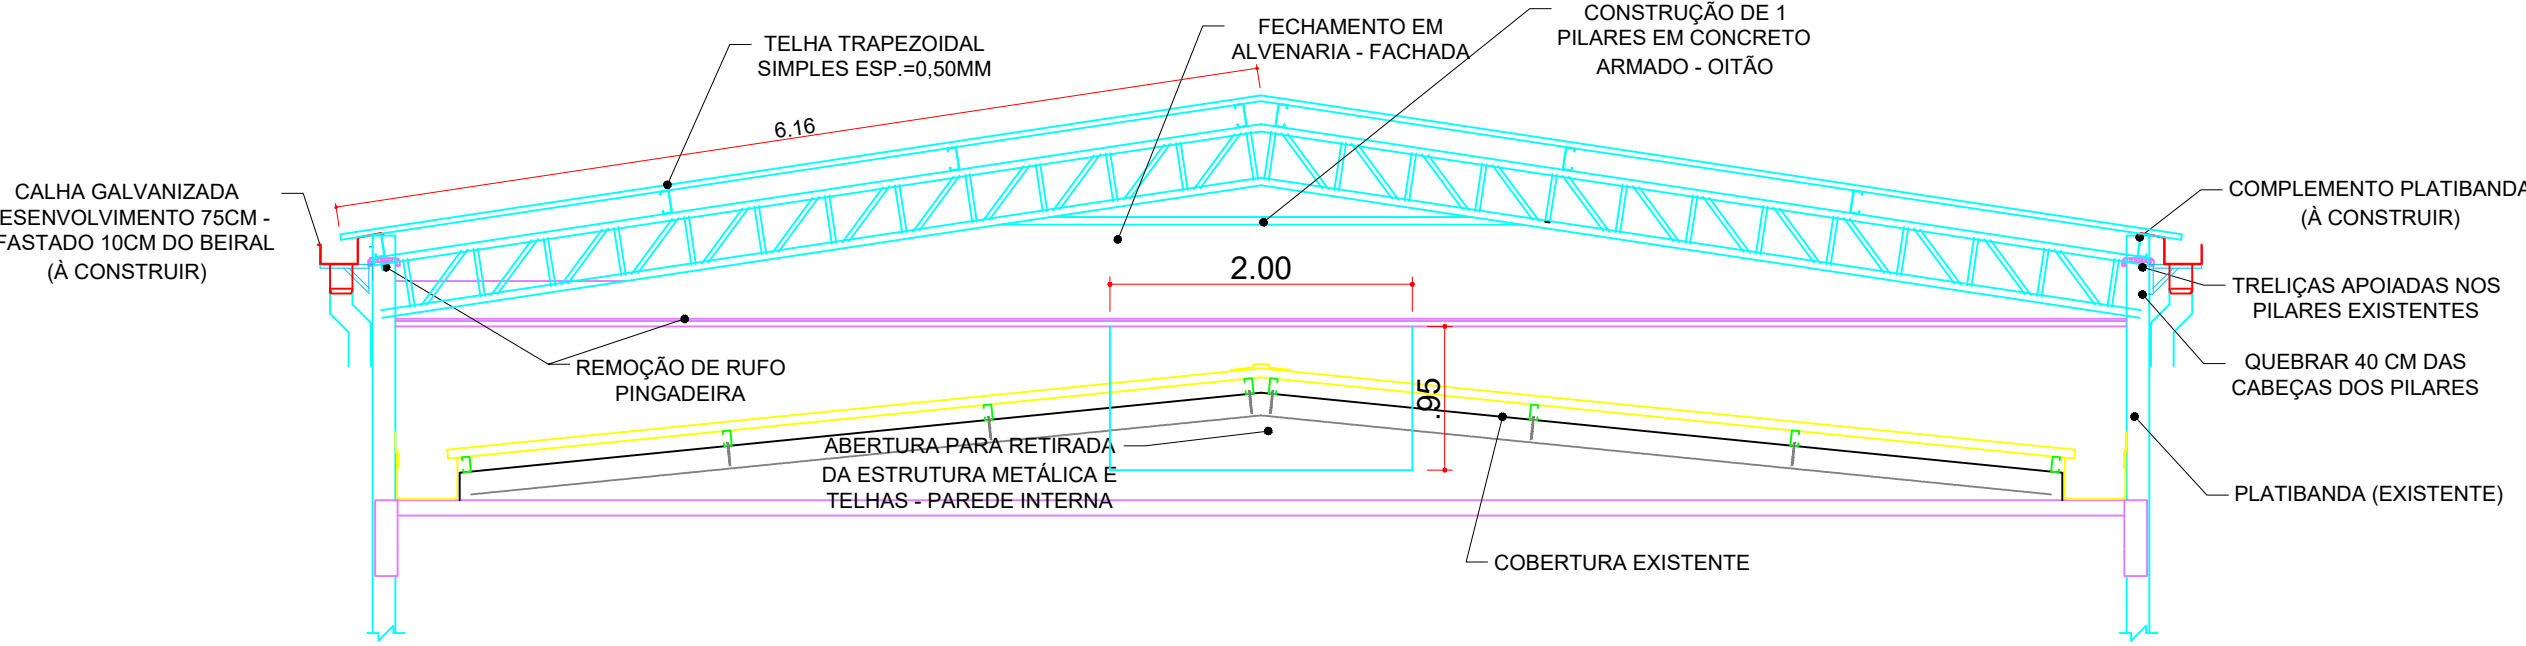 CONSTRUÇÃO DE 1
PILARES EM CONCRETO
ARMADO - OITÃO
FECHAMENTO EM
ALVENARIA - FACHADA
TELHA TRAPEZOIDAL
SIMPLES ESP.=0,50MM
6.16
CALHA GALVANIZADA
ESENVOLVIMENTO 75CM -
FASTADO 10CM DO BEIRAL
(À CONSTRUIR)
COMPLEMENTO PLATIBANDA
(À CONSTRUIR)
2.00
TRELIÇAS APOIADAS NOS
PILARES EXISTENTES
REMOÇÃO DE RUFO
PINGADEIRA
QUEBRAR 40 CM DAS
CABEÇAS DOS PILARES
.95
ABERTURA PARA RETIRADA
DA ESTRUTURA METÁLICA E
TELHAS - PAREDE INTERNA
PLATIBANDA (EXISTENTE)
COBERTURA EXISTENTE